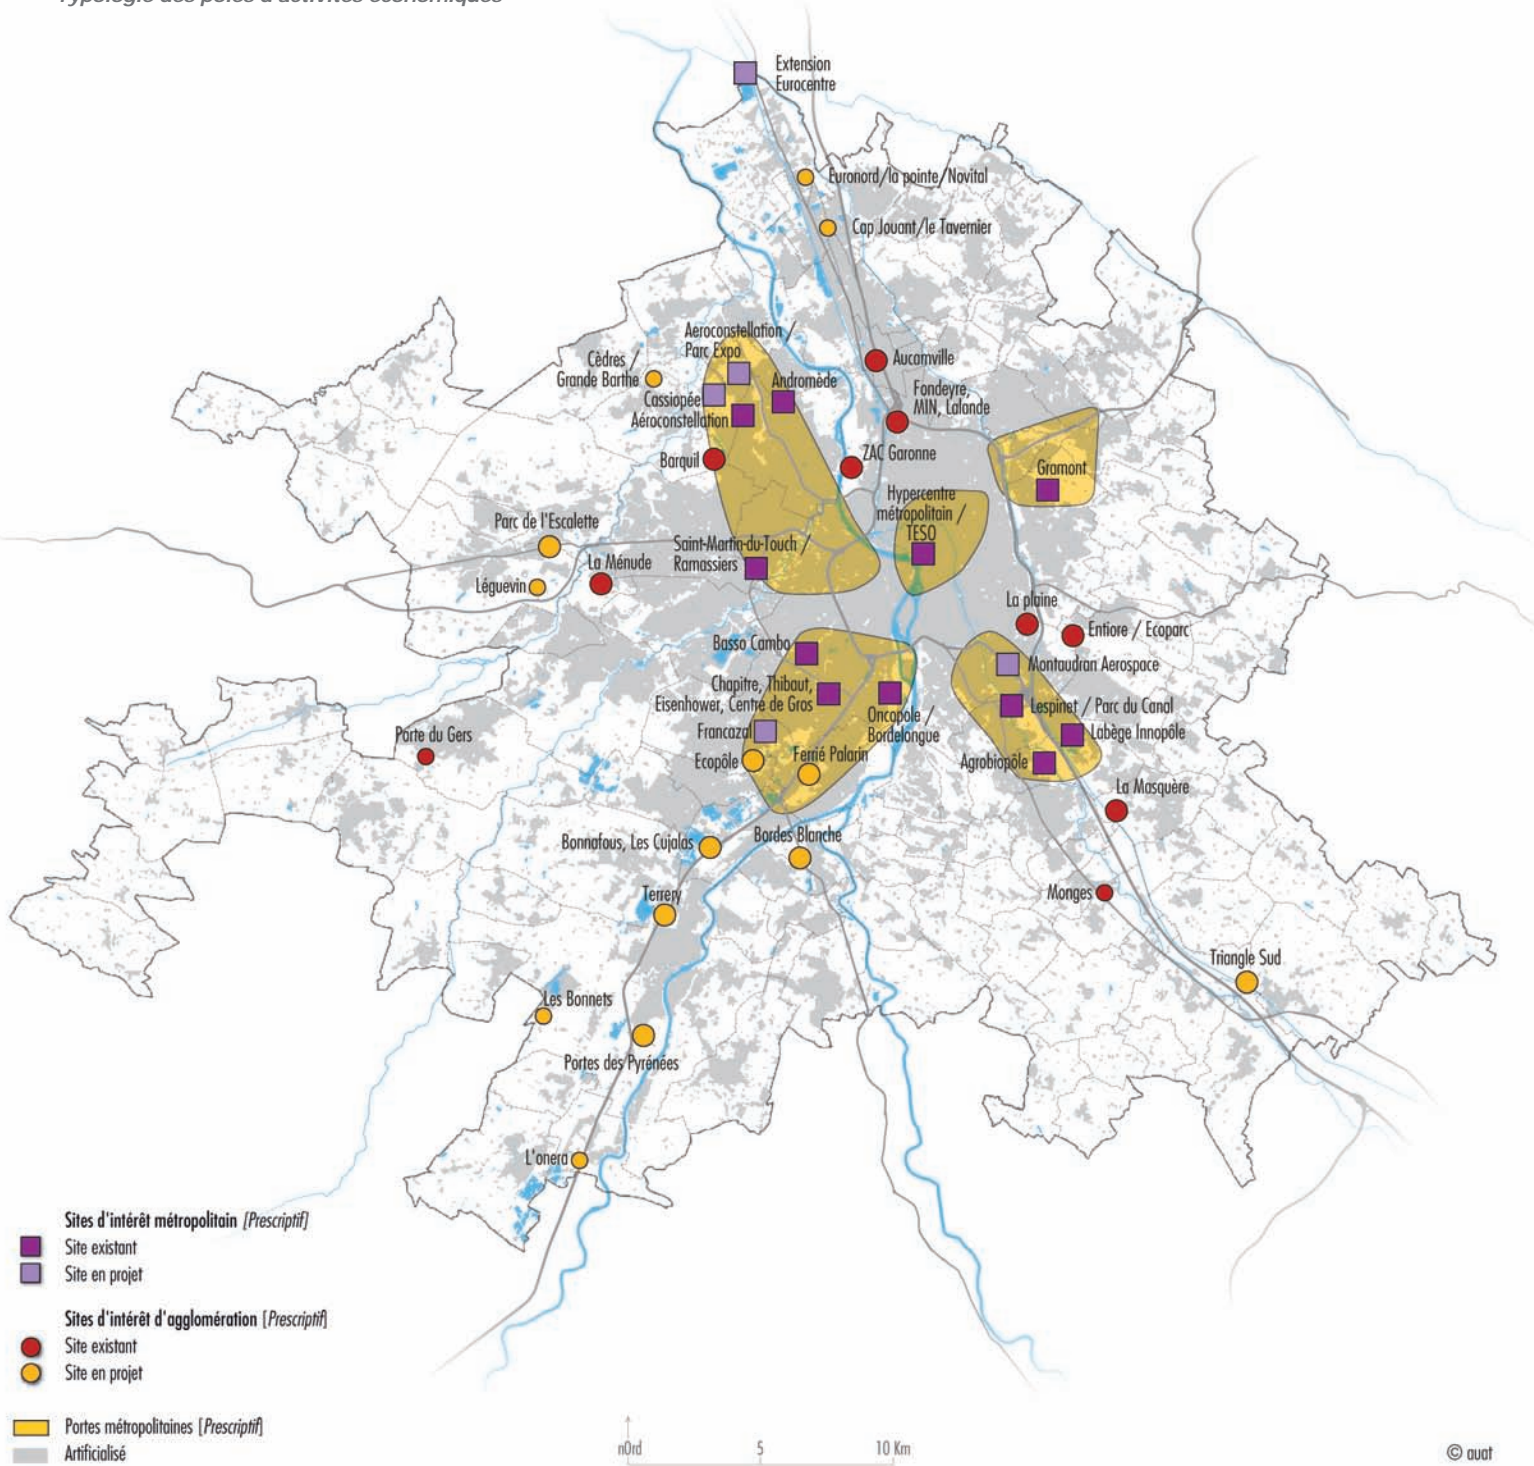 Typologie des pôles d'activités économiques
Extension
Eurocentre
Euronord/la pointe/Novital
Cap Jouant/le Tavernier
Aeroconstellation /
Parc Expo
Cèdres /
Grande Barthe
Cassiopée
Aéroconstellation
Andromède
Aucamville
Fondeyre,
MIN, Lalande
Barquil
ZAC Garonne
Gramont
Hypercentre
métropolitain /
TESO
Parc de l'Escalette
Saint-Martin-du-Touch /
Ramassiers
La Ménude
Léguevin
La plaine
Entiore / Ecoparc
Basso Cambo
Montaudran Aerospace
Chapitre, Thibaut,
Eisenhower, Centre de Gros
Oncopole /
Bordelongue
Lespinet / Parc du Canal
Labège Innopôle
Francazal
Porte du Gers
Ecopôle
Ferrié Palarin
Agrobiopôle
La Masquère
Bonnafous, Les Cujalas
Bordes Blanche
Terrery
Monges
Triangle Sud
Les Bonnets
Portes des Pyrénées
L'onera
Sites d'intérêt métropolitain [Prescriptif]
Site existant
Site en projet
Sites d'intérêt d'agglomération [Prescriptif]
Site existant
Site en projet
Portes métropolitaines [Prescriptif]
Artificialisé
nOrd 5 10 Km
© auat